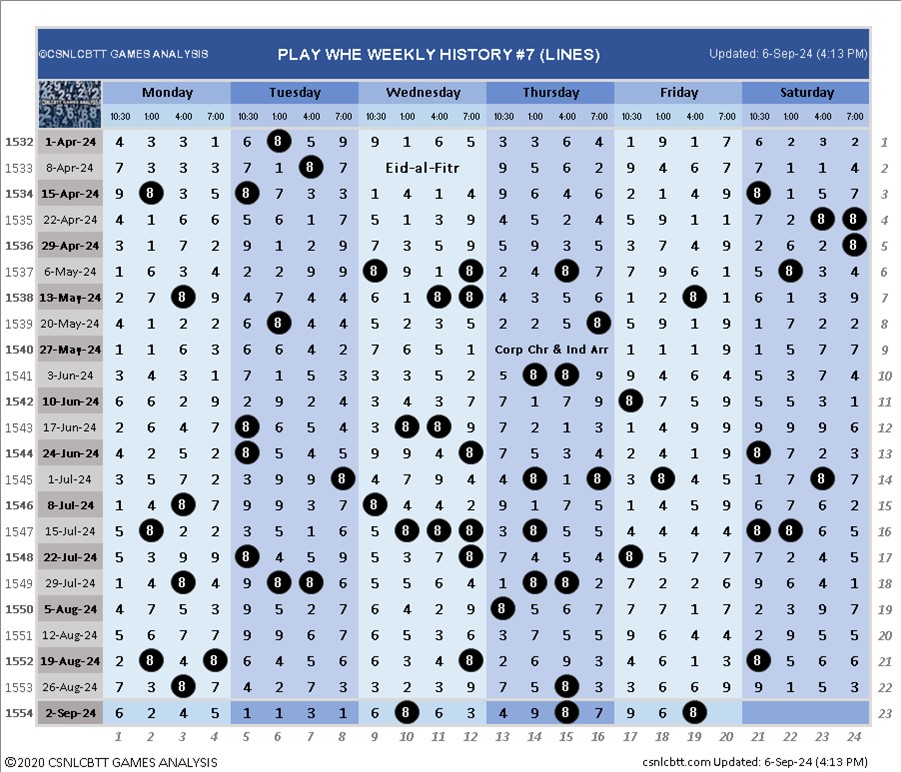 ©CSNLCBTT GAMES ANALYSIS PLAY WHE WEEKLY HISTORY #7 (LINES) Updated: 6-Sep-24 (4:13 PM)
Monday Tuesday Wednesday Thursday Friday Saturday
10:30 1:00 4:00 7:00 10:30 1:00 4:00 7:00 10:30 1:00 4:00 7:00 10:30 1:00 4:00 7:00 10:30 1:00 4:00 7:00 10:30 1:00 4:00 7:00
1532 1-Apr-24 4 3 3 1 6 8 5 9 9 1 6 5 3 3 6 4 1 9 1 7 6 2 3 2 1
1533 8-Apr-24 7 3 3 3 7 1 8 7 Eid-al-Fitr 9 5 6 2 9 4 6 7 7 1 1 4 2
1534 15-Apr-24 9 8 3 5 8 7 3 3 1 4 1 4 9 6 4 6 2 1 4 9 8 1 5 7 3
1535 22-Apr-24 4 1 6 6 5 6 1 7 5 1 3 9 4 5 2 4 5 9 1 1 7 2 8 8 4
1536 29-Apr-24 3 1 7 2 9 1 2 9 7 3 5 9 5 9 3 5 3 7 4 9 2 6 2 8 5
1537 6-May-24 1 6 3 4 2 2 9 9 8 9 1 8 2 4 8 7 7 9 6 1 5 8 3 4 6
1538 13-May-24 2 7 8 9 4 7 4 4 6 1 8 8 4 3 5 6 1 2 8 1 6 1 3 9 7
1539 20-May-24 4 1 2 2 6 8 4 4 5 2 3 5 2 2 5 8 5 9 1 9 1 7 2 2 8
1540 27-May-24 1 1 6 3 6 6 4 2 7 6 5 1 Corp Chr & Ind Arr 1 1 1 9 1 5 7 7 9
1541 3-Jun-24 3 4 3 1 7 1 5 3 3 3 5 2 5 8 8 9 9 4 6 4 5 3 7 4 10
1542 10-Jun-24 6 6 2 9 2 9 2 4 3 4 3 7 7 1 7 9 8 7 5 9 5 5 3 1 11
1543 17-Jun-24 2 6 4 7 8 6 5 4 3 8 8 9 7 2 1 3 1 4 9 9 9 9 9 6 12
1544 24-Jun-24 4 2 5 2 8 5 4 5 9 9 4 8 7 5 3 4 2 4 1 9 8 7 2 3 13
1545 1-Jul-24 3 5 7 2 3 9 9 8 4 7 9 4 4 8 1 8 3 8 4 4 1 7 8 7 14
1546 8-Jul-24 1 4 8 7 9 9 3 7 8 4 4 2 9 1 7 5 1 4 5 9 6 7 6 2 15
1547 15-Jul-24 5 8 2 2 3 5 1 6 5 8 8 8 3 8 5 5 4 4 4 4 8 8 6 5 16
1548 22-Jul-24 5 3 9 9 8 4 5 9 5 3 7 8 7 4 5 4 8 5 7 7 7 2 4 5 17
1549 29-Jul-24 1 4 8 4 9 8 8 6 5 5 6 4 1 8 8 2 7 2 2 6 9 6 4 1 18
1550 5-Aug-24 4 7 5 3 9 5 2 7 6 4 2 9 8 5 6 7 7 7 1 7 2 3 9 7 19
1551 12-Aug-24 5 6 7 7 9 9 6 7 6 5 3 6 3 7 5 5 9 6 4 4 2 9 5 5 20
1552 19-Aug-24 2 8 4 8 6 4 5 6 6 3 4 8 2 6 9 3 4 6 1 3 8 5 6 6 21
1553 26-Aug-24 7 3 8 7 4 2 7 3 3 2 3 9 7 5 8 3 3 6 6 9 9 1 5 3 22
1554 2-Sep-24 6 2 4 5 1 1 3 1 6 8 6 3 4 9 8 7 9 6 8 23
1 2 3 4 5 6 7 8 9 10 11 12 13 14 15 16 17 18 19 20 21 22 23 24
©2020 CSNLCBTT GAMES ANALYSIS csnlcbtt.com Updated: 6-Sep-24 (4:13 PM)